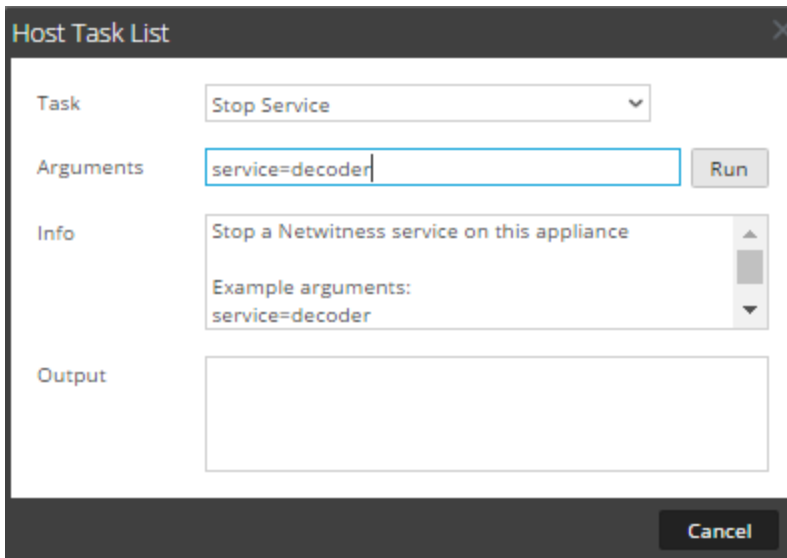 Host Task List
Task
Stop Service
Arguments
service=decoder
Run
Info
Stop a Netwitness service on this appliance
Example arguments:
service=decoder
Output
Cancel